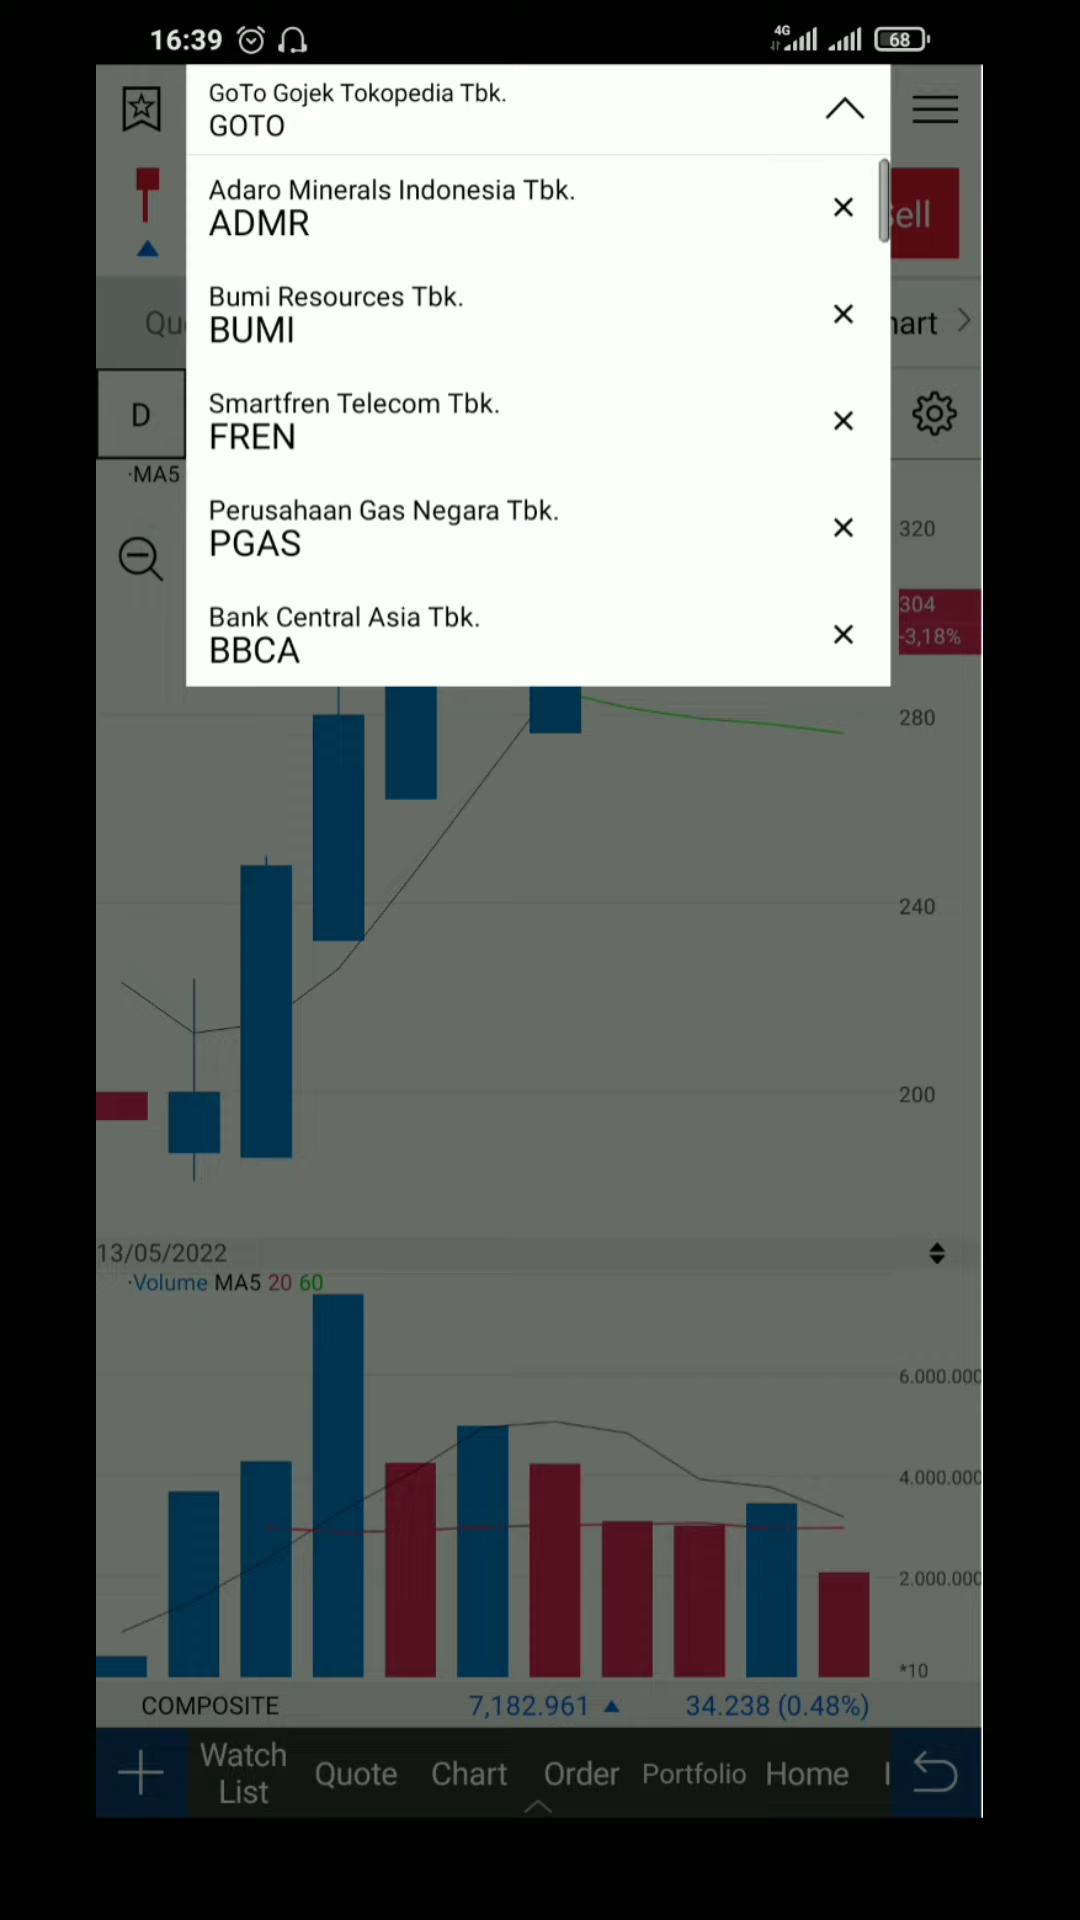 16:39
4G
68
GoTo Gojek Tokopedia Tbk.
GOTO
Adaro Minerals Indonesia Tbk.
ADMR
Bumi Resources Tbk.
BUMI
Smartfren Telecom Tbk.
FREN
Perusahaan Gas Negara Tbk.
PGAS
Bank Central Asia Tbk.
BBCA
D
·MA5
320
304
-3,18%
280
240
200
13/05/2022
·Volume MA5 20 60
6.000.000
4.000.000
2.000.000
*10
COMPOSITE 7,182.961 ▲ 34.238 (0.48%)
Watch List
Quote
Chart
Order
Portfolio
Home